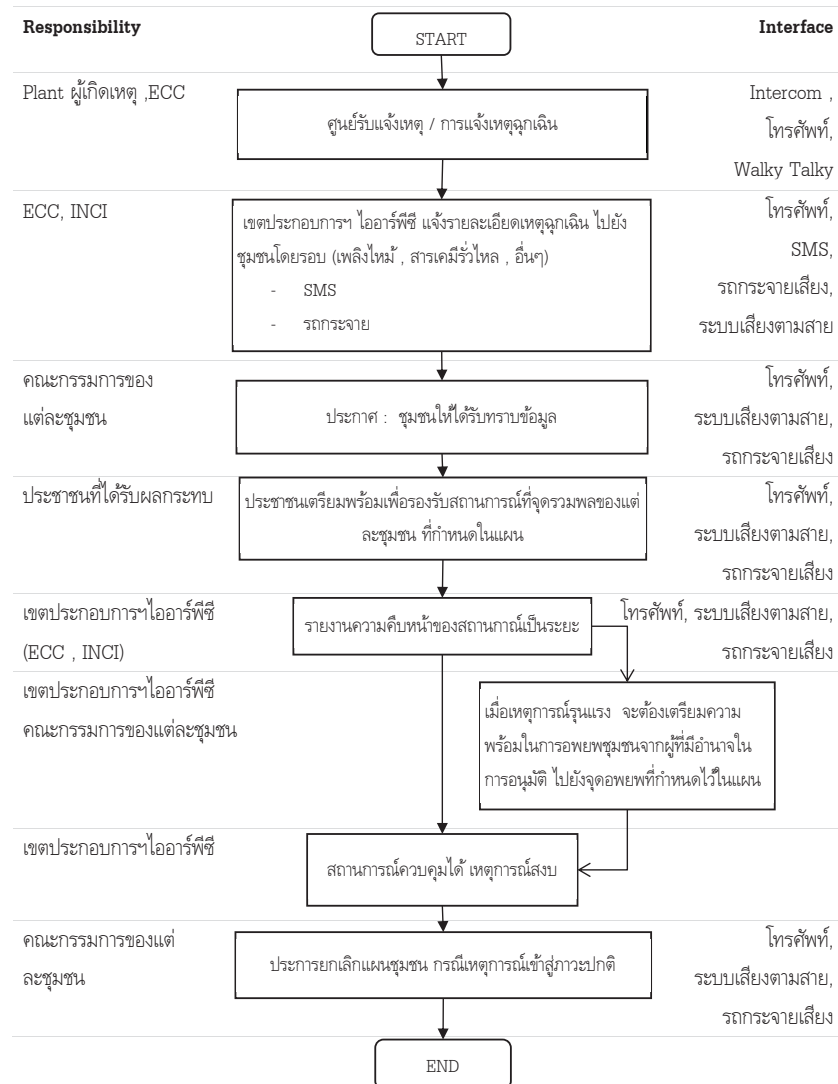 Responsibility
START
Interface
Plant ผู้เกิดเหตุ ,ECC
ศูนย์รับแจ้งเหตุ / การแจ้งเหตุฉุกเฉิน
Intercom ,
โทรศัพท์,
Walky Talky
ECC, INCI
เขตประกอบการฯ ไออาร์พีซี แจ้งรายละเอียดเหตุฉุกเฉิน ไปยัง
ชุมชนโดยรอบ (เพลิงไหม้ , สารเคมีรั่วไหล , อื่นๆ)
- SMS
- รถกระจาย
โทรศัพท์,
SMS,
รถกระจายเสียง,
ระบบเสียงตามสาย
คณะกรรมการของ
แต่ละชุมชน
ประกาศ : ชุมชนให้ได้รับทราบข้อมูล
โทรศัพท์,
ระบบเสียงตามสาย,
รถกระจายเสียง
ประชาชนที่ได้รับผลกระทบ
ประชาชนเตรียมพร้อมเพื่อรองรับสถานการณ์ที่จุดรวมพลของแต่
ละชุมชน ที่กำหนดในแผน
โทรศัพท์,
ระบบเสียงตามสาย,
รถกระจายเสียง
เขตประกอบการฯไออาร์พีซี
(ECC , INCI)
รายงานความคืบหน้าของสถานกาณ์เป็นระยะ
โทรศัพท์, ระบบเสียงตามสาย,
รถกระจายเสียง
เขตประกอบการฯไออาร์พีซี
คณะกรรมการของแต่ละชุมชน
เมื่อเหตุการณ์รุนแรง จะต้องเตรียมความ
พร้อมในการอพยพชุมชนจากผู้ที่มีอำนาจใน
การอนุมัติ ไปยังจุดอพยพที่กำหนดไว้ในแผน
เขตประกอบการฯไออาร์พีซี
สถานการณ์ควบคุมได้ เหตุการณ์สงบ
คณะกรรมการของแต่
ละชุมชน
ประการยกเลิกแผนชุมชน กรณีเหตุการณ์เข้าสู่ภาวะปกติ
โทรศัพท์,
ระบบเสียงตามสาย,
รถกระจายเสียง
END